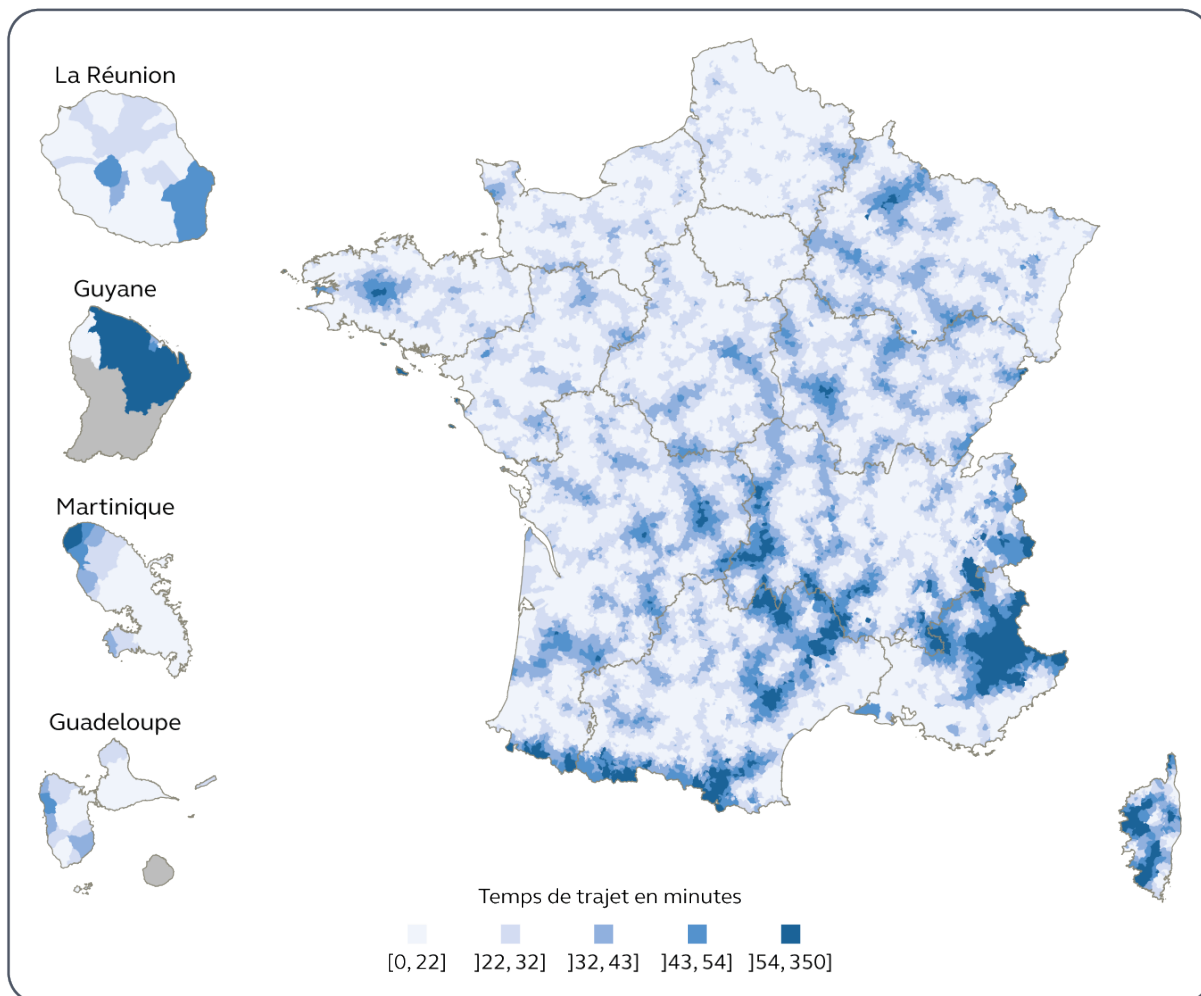 La Réunion
Guyane
Martinique
Guadeloupe
Temps de trajet en minutes
[0, 22] ]22, 32] ]32, 43] ]43, 54] ]54, 350]